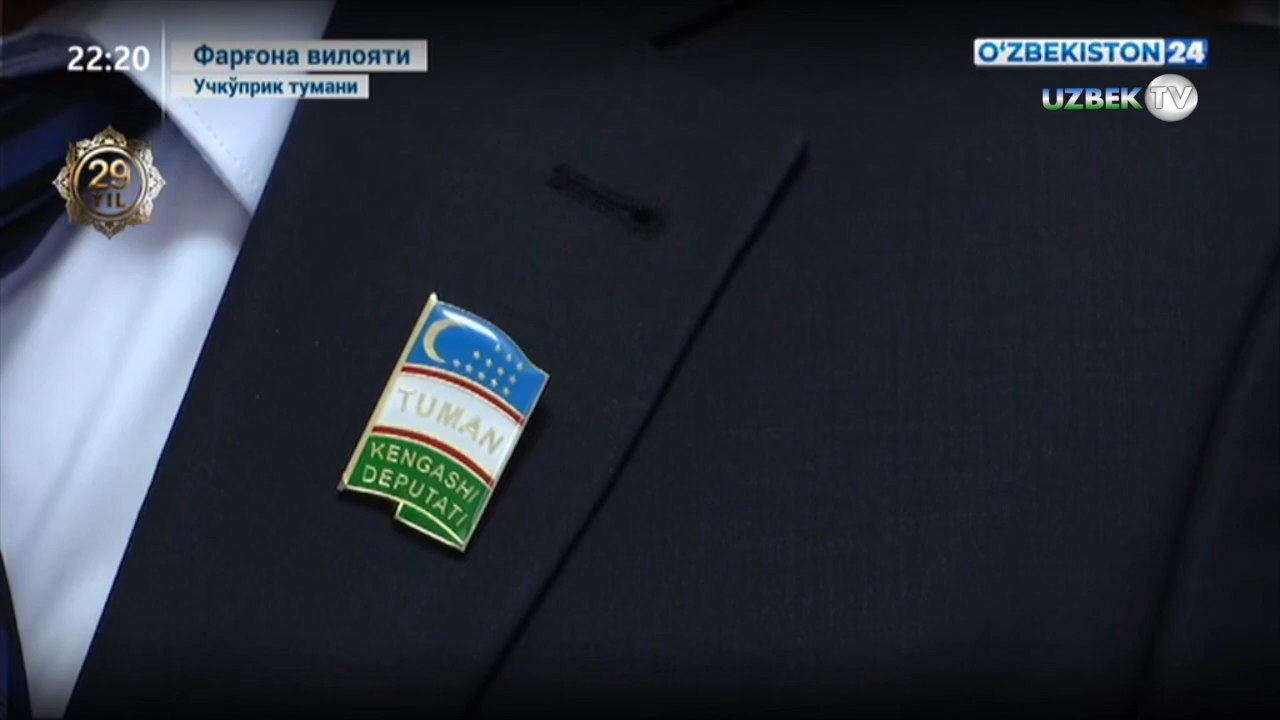 22:20
Фарғона вилояти
Учкўприк тумани
O‘ZBEKISTON 24
UZBEK TV
29
YIL
TUMAN
KENGASHI
DEPUTATI